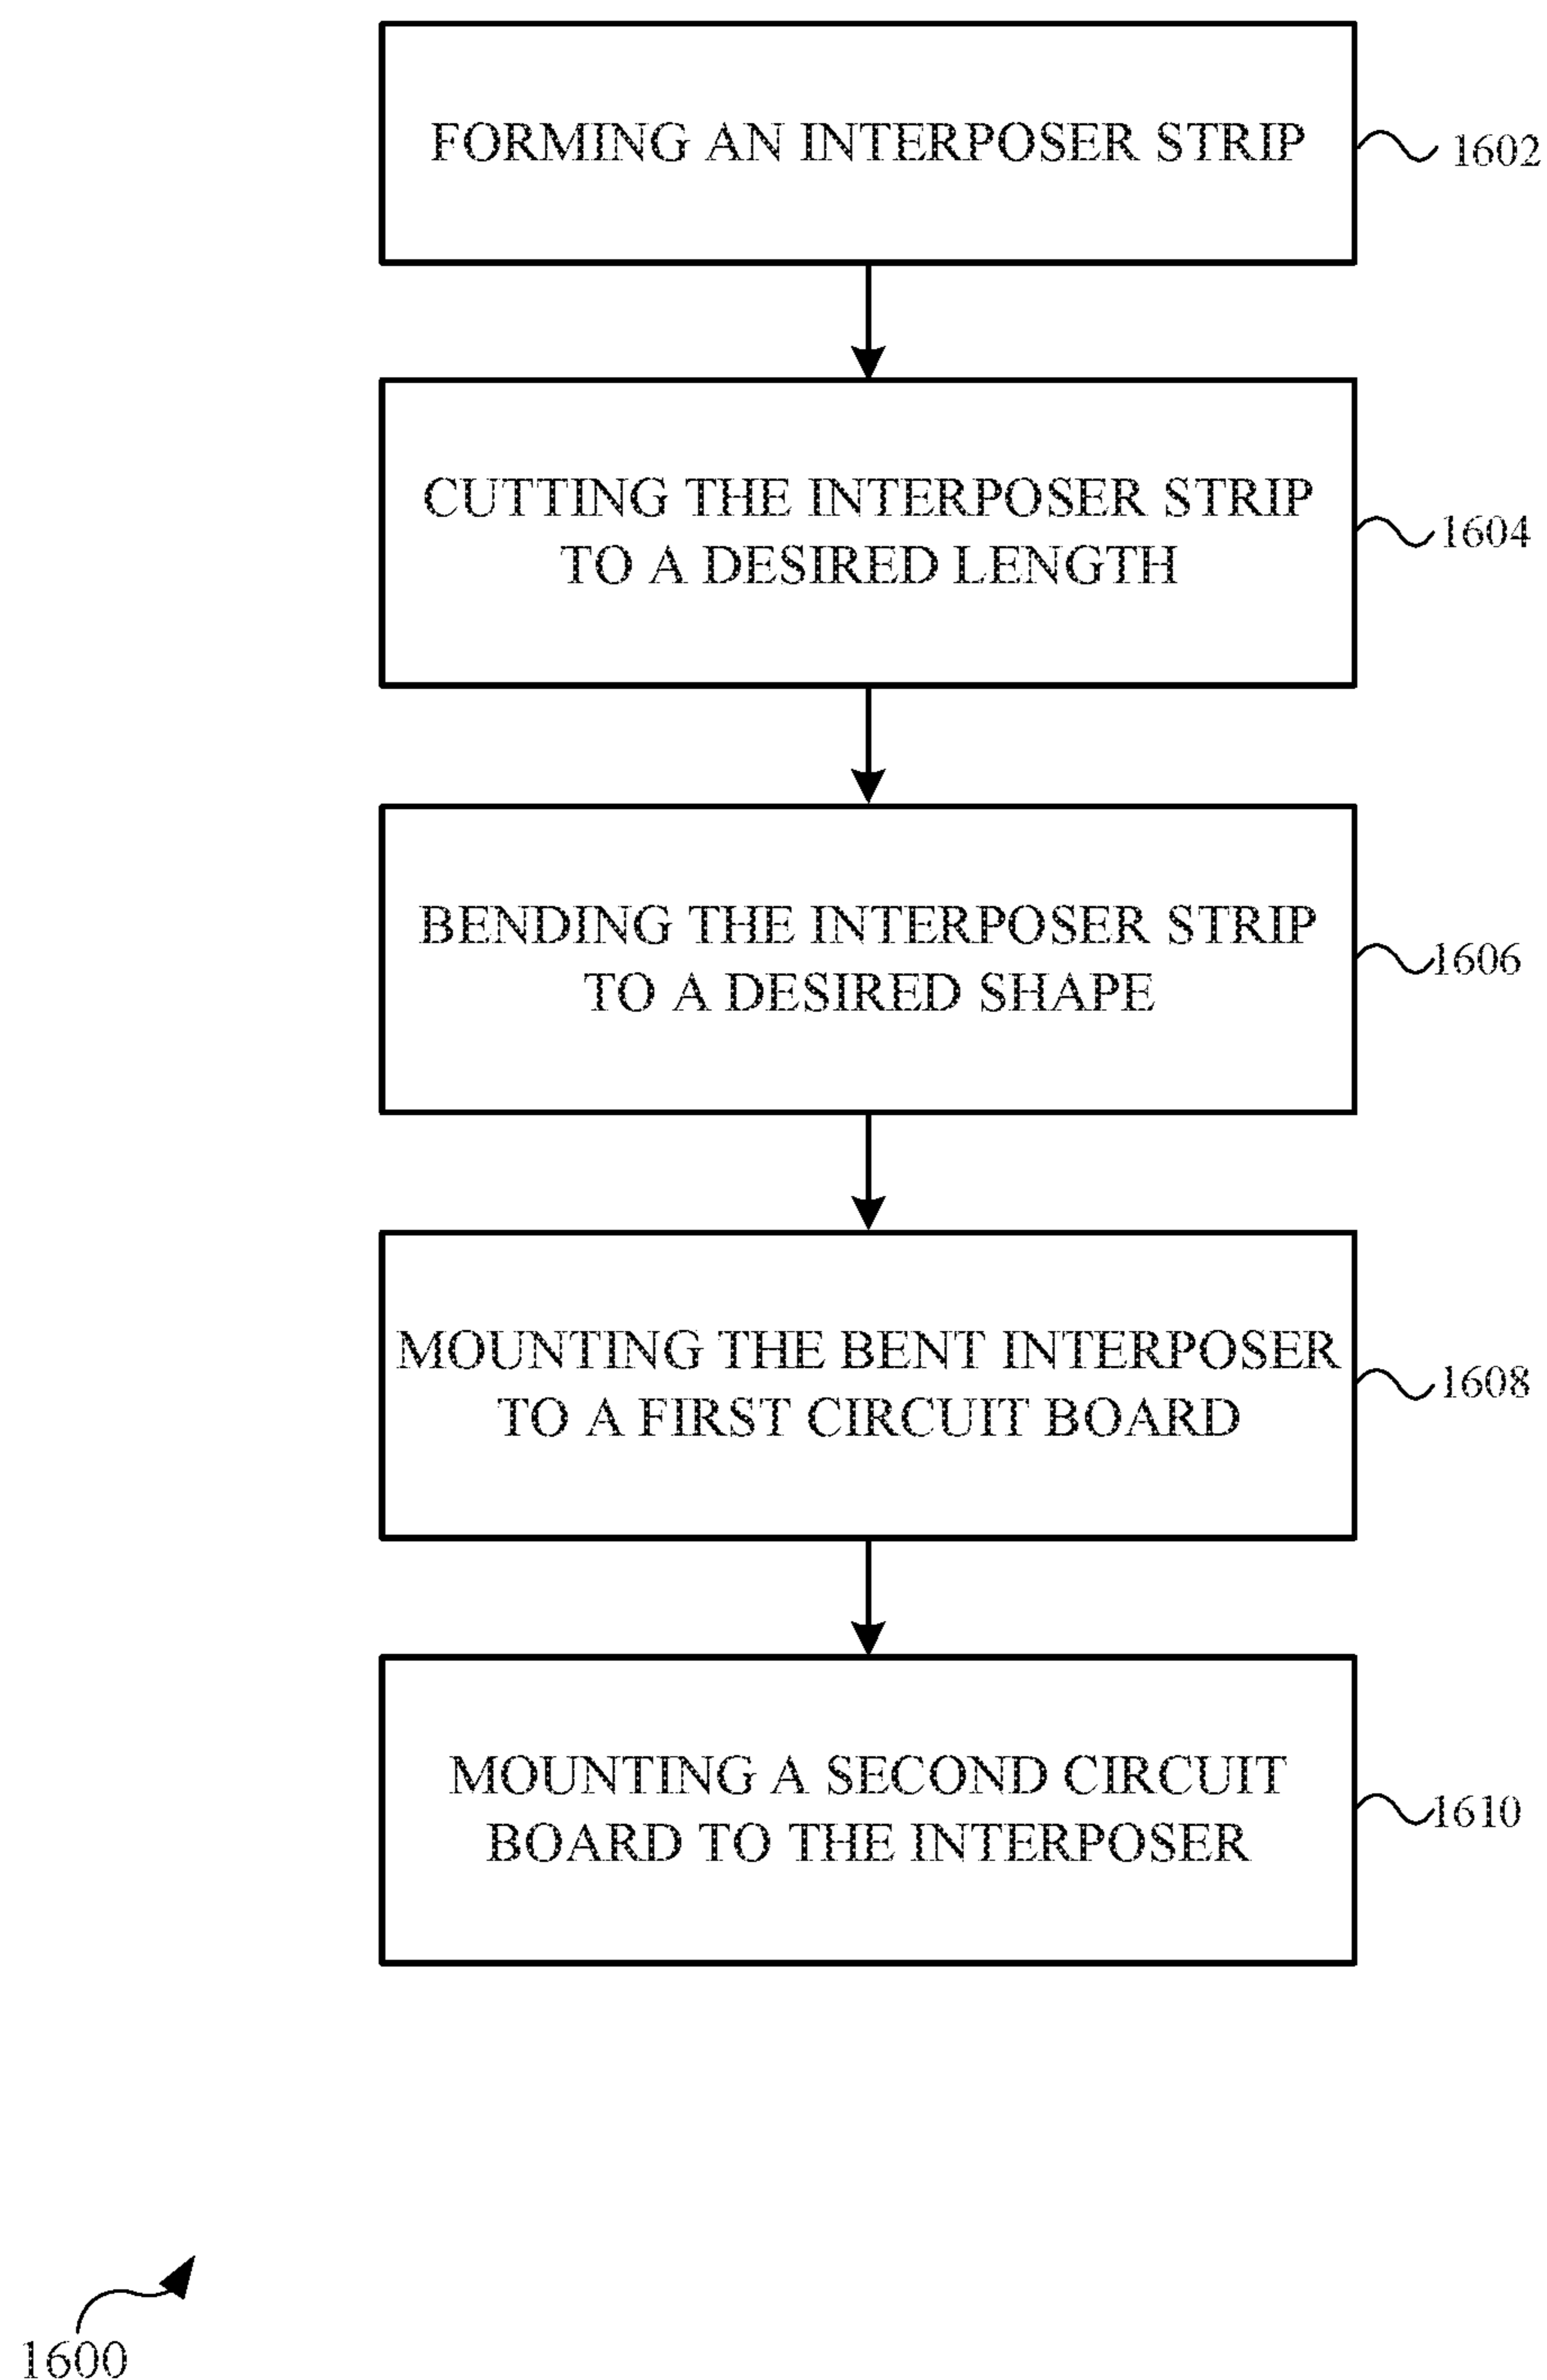 FORMING AN INTERPOSER STRIP
1602
CUTTING THE INTERPOSER STRIP
TO A DESIRED LENGTH
1604
BENDING THE INTERPOSER STRIP
TO A DESIRED SHAPE
1606
MOUNTING THE BENT INTERPOSER
TO A FIRST CIRCUIT BOARD
1608
MOUNTING A SECOND CIRCUIT
BOARD TO THE INTERPOSER
1610
1600